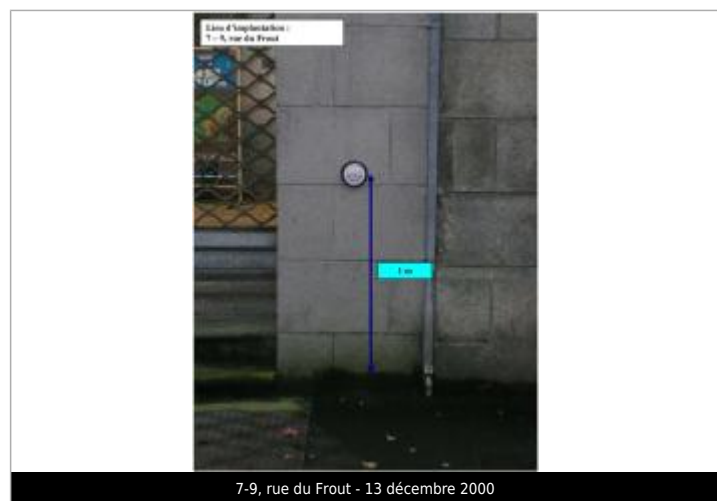 Lieu d'implantation :
7 – 9, rue du Frout
1 m
7-9, rue du Frout - 13 décembre 2000